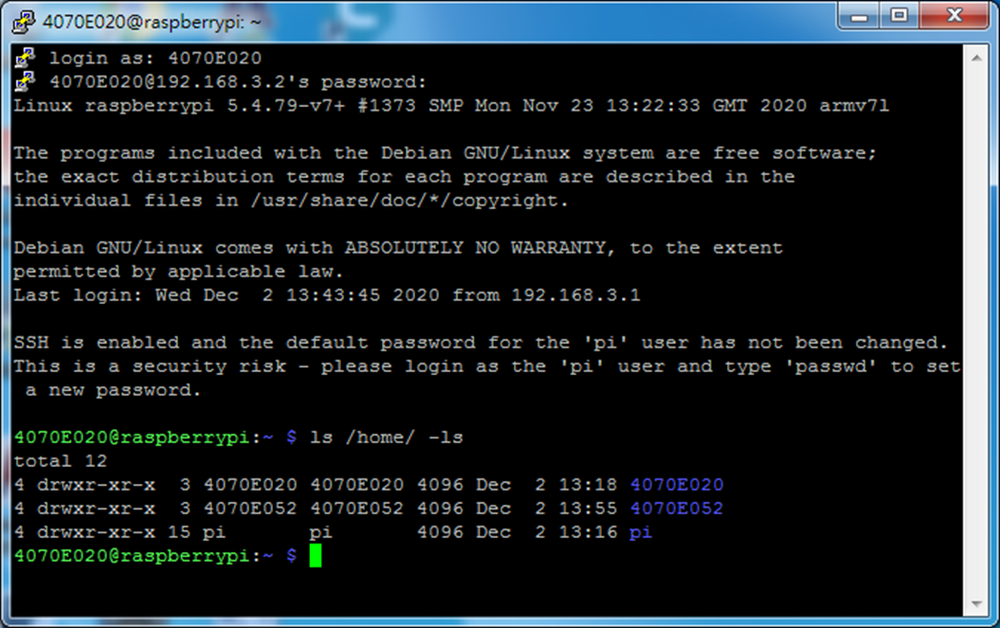 4070E020@raspberrypi: ~
login as: 4070E020
4070E020@192.168.3.2's password:
Linux raspberrypi 5.4.79-v7+ #1373 SMP Mon Nov 23 13:22:33 GMT 2020 armv7l
The programs included with the Debian GNU/Linux system are free software;
the exact distribution terms for each program are described in the
individual files in /usr/share/doc/*/copyright.
Debian GNU/Linux comes with ABSOLUTELY NO WARRANTY, to the extent
permitted by applicable law.
Last login: Wed Dec  2 13:43:45 2020 from 192.168.3.1
SSH is enabled and the default password for the 'pi' user has not been changed.
This is a security risk - please login as the 'pi' user and type 'passwd' to set
 a new password.
4070E020@raspberrypi:~ $ ls /home/ -ls
total 12
4 drwxr-xr-x  3 4070E020 4070E020 4096 Dec  2 13:18 4070E020
4 drwxr-xr-x  3 4070E052 4070E052 4096 Dec  2 13:55 4070E052
4 drwxr-xr-x 15 pi       pi       4096 Dec  2 13:16 pi
4070E020@raspberrypi:~ $